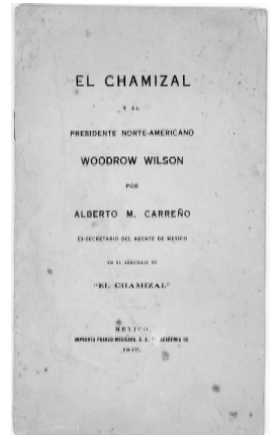 EL CHAMIZAL
Y EL
PRESIDENTE NORTE-AMERICANO
WOODROW WILSON
POR
ALBERTO M. CARREÑO
EX-SECRETARIO DEL AGENTE DE MEXICO
EN EL ARBITRAJE DE
"EL CHAMIZAL"
MEXICO
IMPRENTA FRANCO-MEXICANA, S. A. ACADEMIA 10.